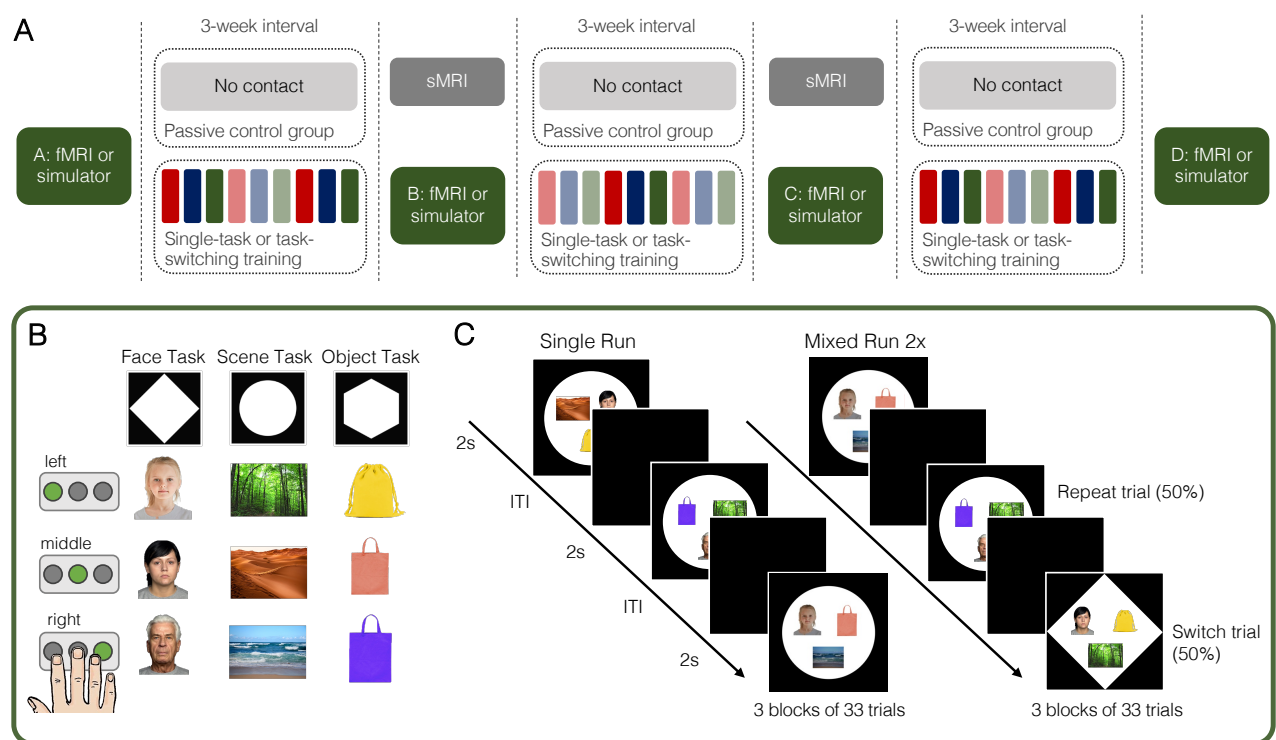 A
3-week interval
No contact
Passive control group
A: fMRI or
simulator
Single-task or task-
switching training
sMRI
B: fMRI or
simulator
3-week interval
No contact
Passive control group
Single-task or task-
switching training
sMRI
C: fMRI or
simulator
3-week interval
No contact
Passive control group
Single-task or task-
switching training
D: fMRI or
simulator
B
Face Task
Scene Task
Object Task
left
middle
right
C
Single Run
2s
ITI
2s
ITI
2s
3 blocks of 33 trials
Mixed Run 2x
Repeat trial (50%)
Switch trial
(50%)
3 blocks of 33 trials